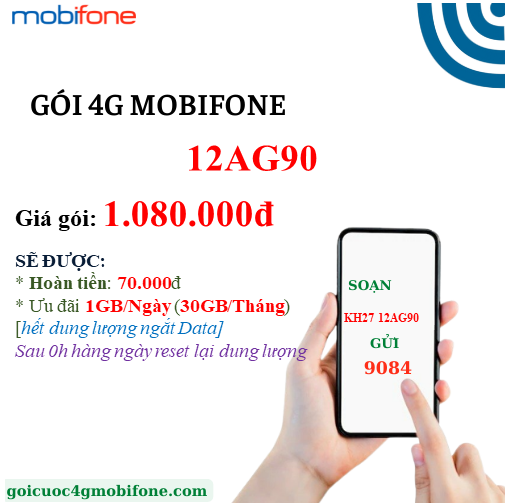 mobifone
GÓI 4G MOBIFONE
12AG90
Giá gói: 1.080.000đ
SẼ ĐƯỢC:
* Hoàn tiền: 70.000đ
* Ưu đãi 1GB/Ngày (30GB/Tháng)
[hết dung lượng ngắt Data]
Sau 0h hàng ngày reset lại dung lượng
SOẠN
KH27 12AG90
GỬI
9084
goicuoc4gmobifone.com